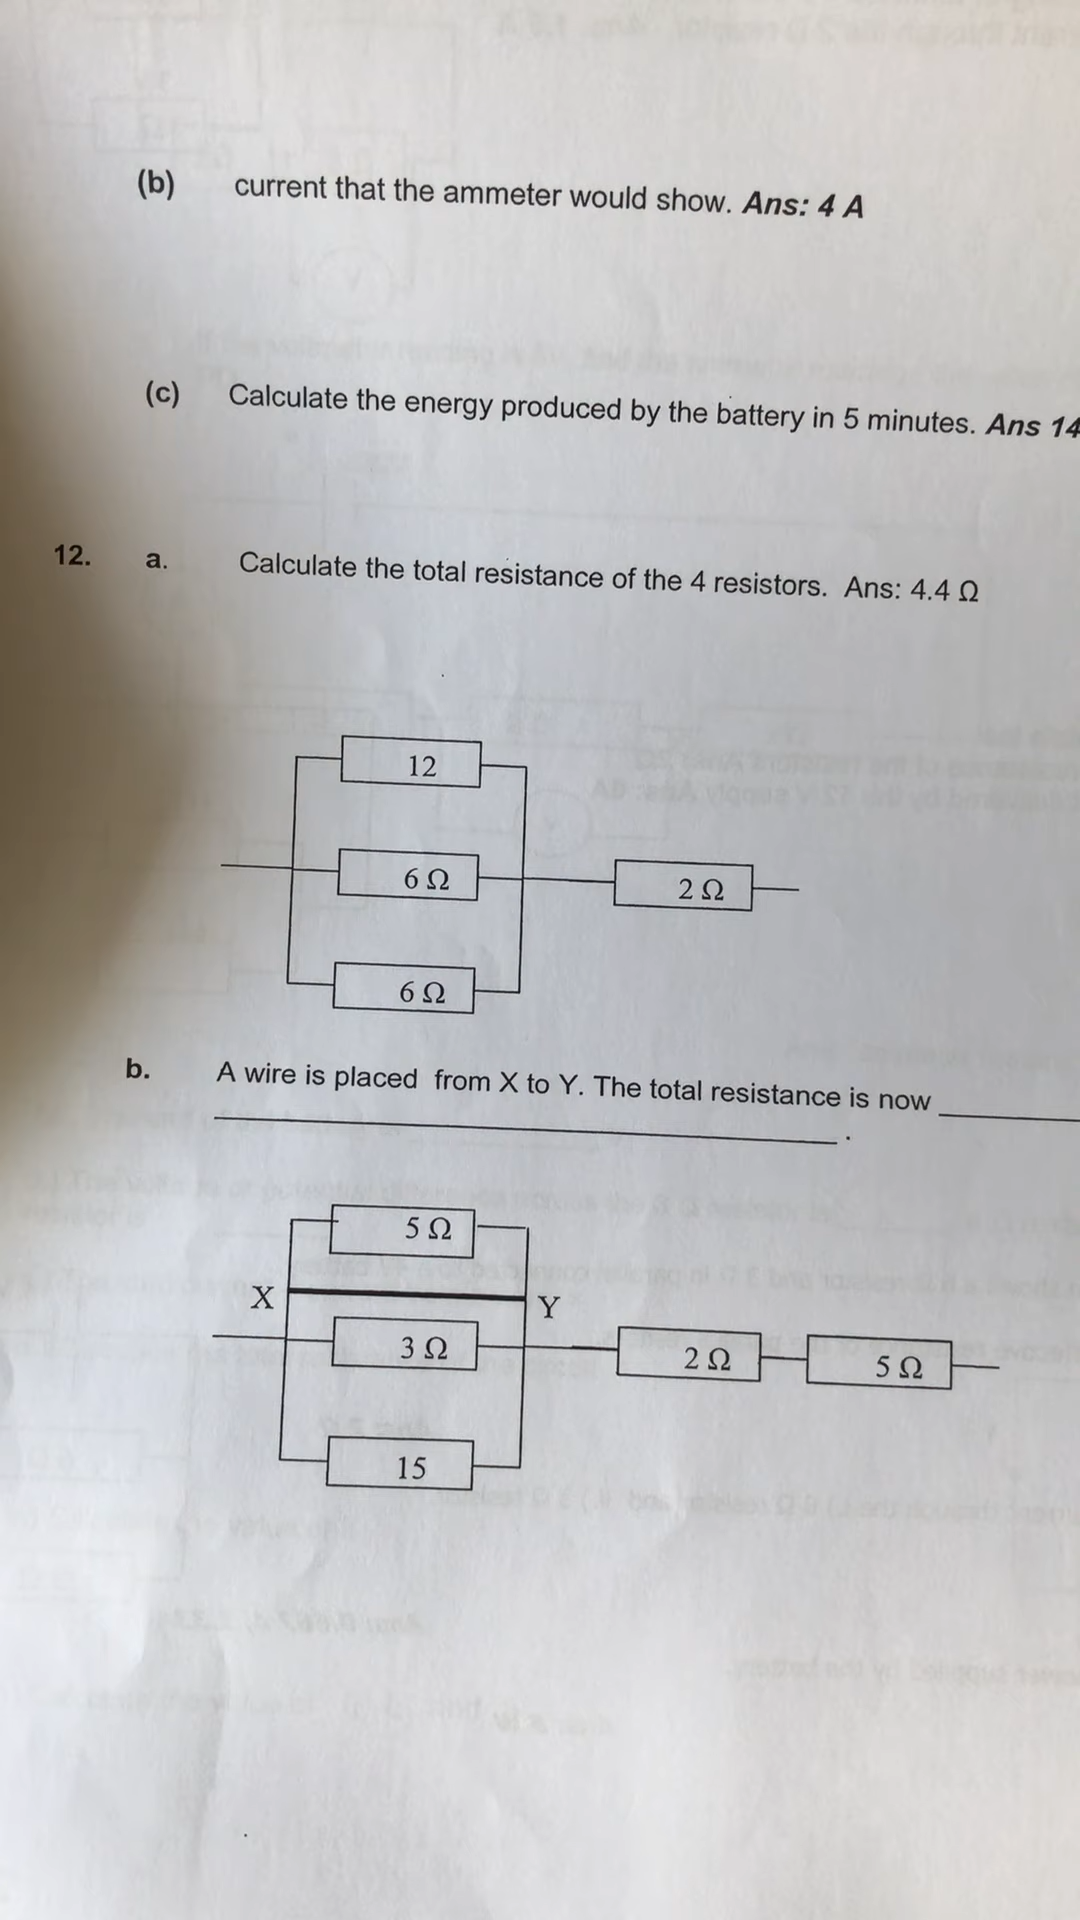 (b) current that the ammeter would show. Ans: 4 A
(c) Calculate the energy produced by the battery in 5 minutes. Ans 14
12. a. Calculate the total resistance of the 4 resistors. Ans: 4.4 Ω
12
6 Ω
2 Ω
6 Ω
b. A wire is placed from X to Y. The total resistance is now
.
5 Ω
X
Y
3 Ω
2 Ω
5 Ω
15